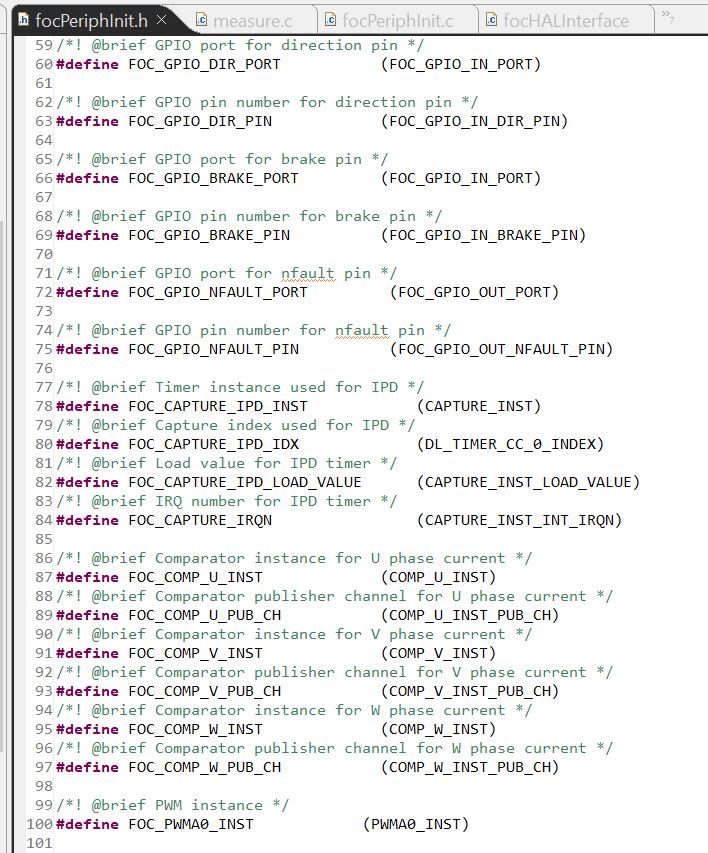 focPeriphInit.h measure.c focPeriphInit.c focHALInterface »7
59 /*! @brief GPIO port for direction pin */
60 #define FOC_GPIO_DIR_PORT (FOC_GPIO_IN_PORT)
61
62 /*! @brief GPIO pin number for direction pin */
63 #define FOC_GPIO_DIR_PIN (FOC_GPIO_IN_DIR_PIN)
64
65 /*! @brief GPIO port for brake pin */
66 #define FOC_GPIO_BRAKE_PORT (FOC_GPIO_IN_PORT)
67
68 /*! @brief GPIO pin number for brake pin */
69 #define FOC_GPIO_BRAKE_PIN (FOC_GPIO_IN_BRAKE_PIN)
70
71 /*! @brief GPIO port for nfault pin */
72 #define FOC_GPIO_NFAULT_PORT (FOC_GPIO_OUT_PORT)
73
74 /*! @brief GPIO pin number for nfault pin */
75 #define FOC_GPIO_NFAULT_PIN (FOC_GPIO_OUT_NFAULT_PIN)
76
77 /*! @brief Timer instance used for IPD */
78 #define FOC_CAPTURE_IPD_INST (CAPTURE_INST)
79 /*! @brief Capture index used for IPD */
80 #define FOC_CAPTURE_IPD_IDX (DL_TIMER_CC_0_INDEX)
81 /*! @brief Load value for IPD timer */
82 #define FOC_CAPTURE_IPD_LOAD_VALUE (CAPTURE_INST_LOAD_VALUE)
83 /*! @brief IRQ number for IPD timer */
84 #define FOC_CAPTURE_IRQN (CAPTURE_INST_INT_IRQN)
85
86 /*! @brief Comparator instance for U phase current */
87 #define FOC_COMP_U_INST (COMP_U_INST)
88 /*! @brief Comparator publisher channel for U phase current */
89 #define FOC_COMP_U_PUB_CH (COMP_U_INST_PUB_CH)
90 /*! @brief Comparator instance for V phase current */
91 #define FOC_COMP_V_INST (COMP_V_INST)
92 /*! @brief Comparator publisher channel for V phase current */
93 #define FOC_COMP_V_PUB_CH (COMP_V_INST_PUB_CH)
94 /*! @brief Comparator instance for W phase current */
95 #define FOC_COMP_W_INST (COMP_W_INST)
96 /*! @brief Comparator publisher channel for W phase current */
97 #define FOC_COMP_W_PUB_CH (COMP_W_INST_PUB_CH)
98
99 /*! @brief PWM instance */
100 #define FOC_PWMA0_INST (PWMA0_INST)
101